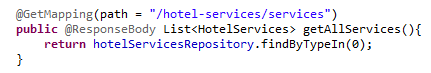 @GetMapping(path = "/hotel-services/services")
public @ResponseBody List<HotelServices> getAllServices(){
return hotelServicesRepository.findByTypeIn(0);
}